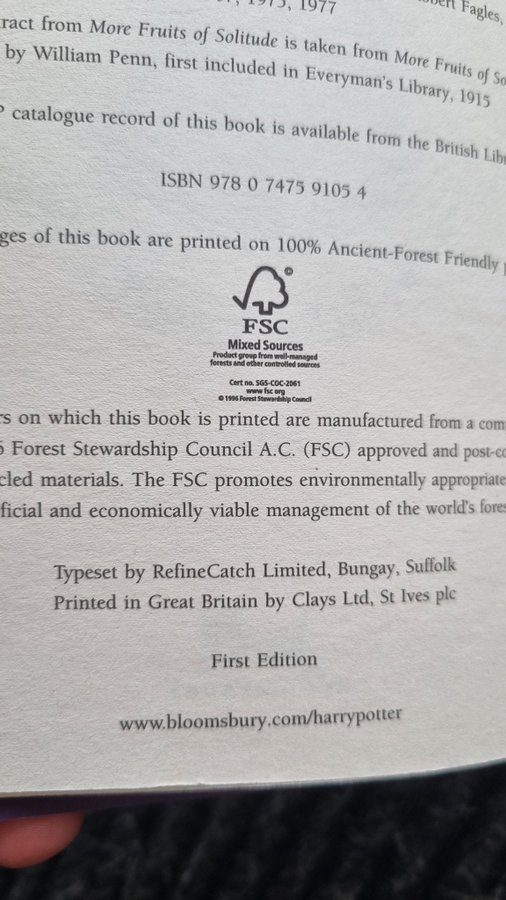 1975, 1977
Fagles,
ract from More Fruits of Solitude is taken from More Fruits of So
by William Penn, first included in Everyman's Library, 1915
P catalogue record of this book is available from the British Libr
ISBN 978 0 7475 9105 4
ges of this book are printed on 100% Ancient-Forest Friendly p
FSC
Mixed Sources
Product group from well-managed
forests and other controlled sources
Cert no. SGS-COC-2061
www.fsc.org
© 1996 Forest Stewardship Council
rs on which this book is printed are manufactured from a com
6 Forest Stewardship Council A.C. (FSC) approved and post-co
cled materials. The FSC promotes environmentally appropriate
ficial and economically viable management of the world's fores
Typeset by RefineCatch Limited, Bungay, Suffolk
Printed in Great Britain by Clays Ltd, St Ives plc
First Edition
www.bloomsbury.com/harrypotter